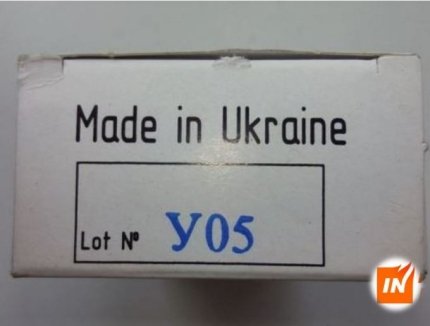 Made in Ukraine
Lot № У05
IN